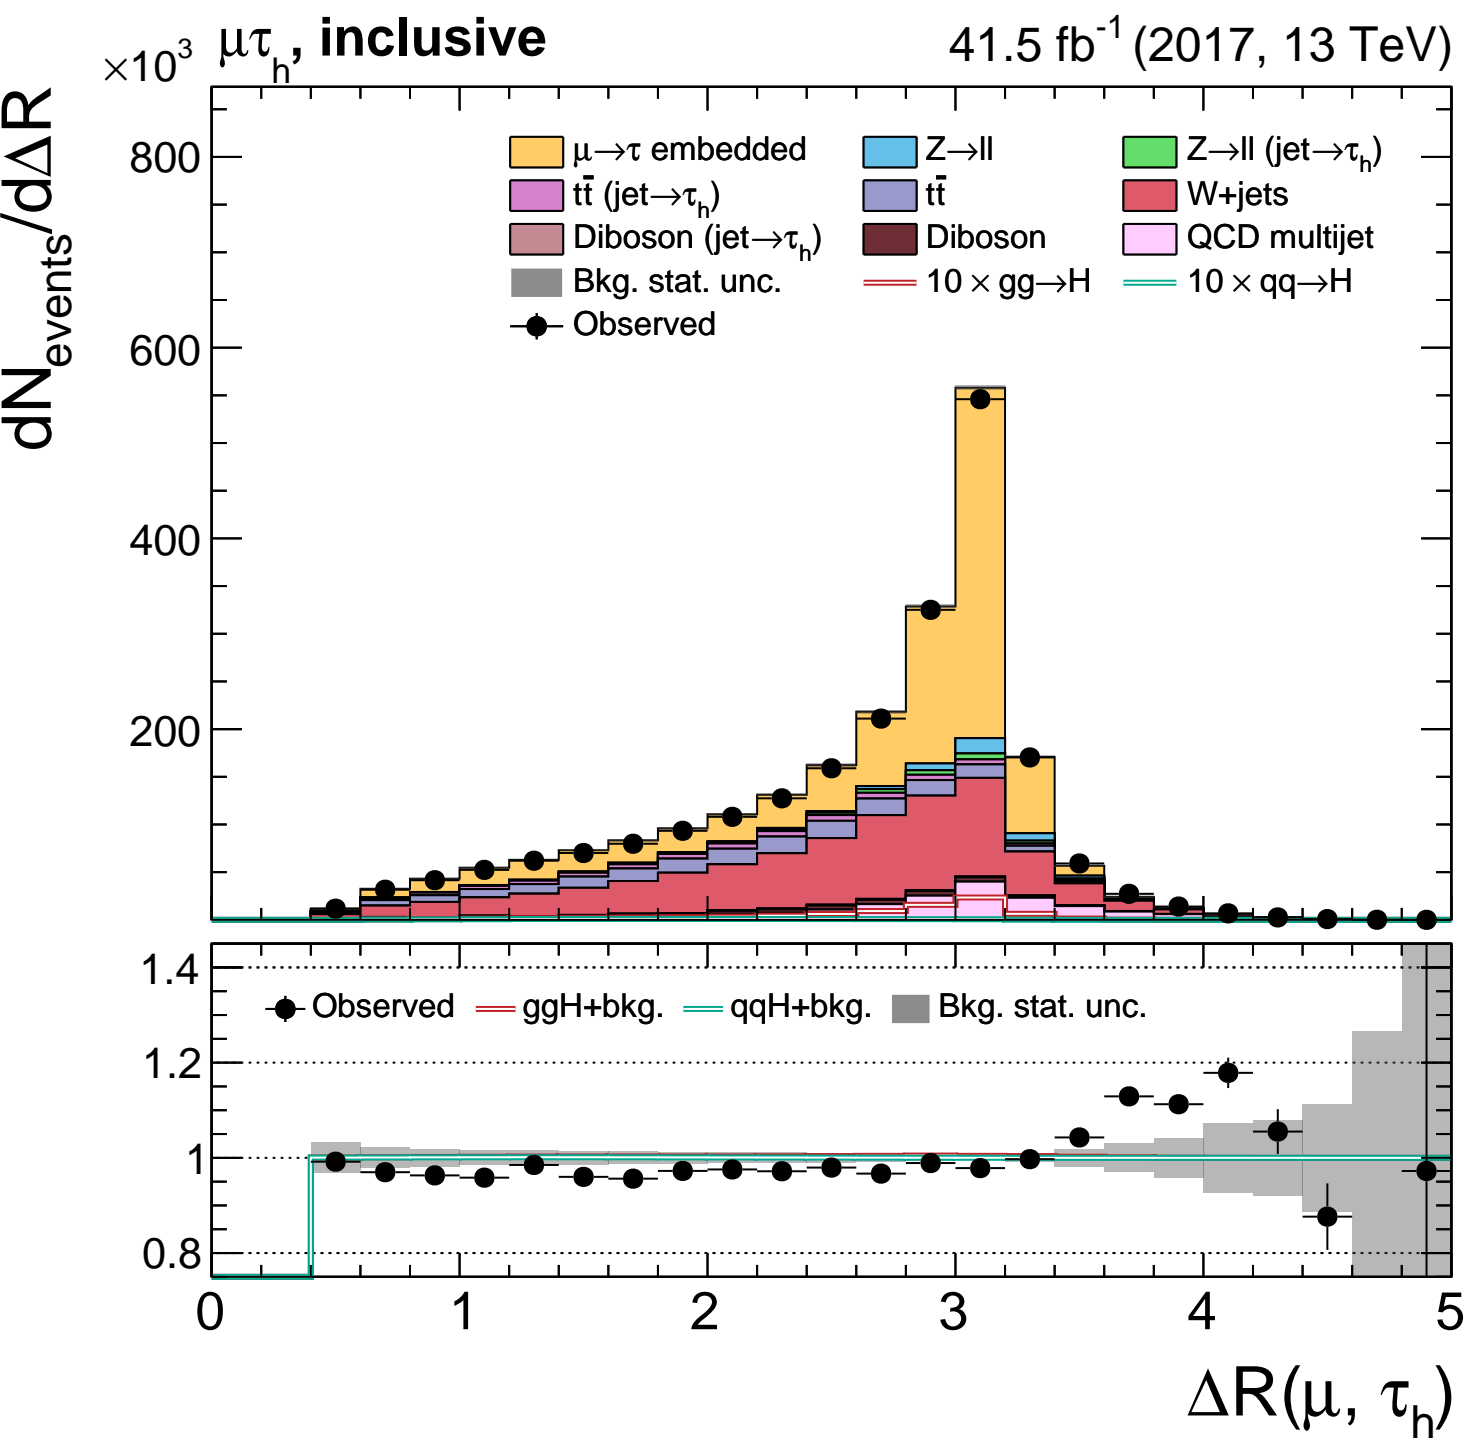 ×10³ μτₕ, inclusive 41.5 fb⁻¹ (2017, 13 TeV)
dN_events/dΔR
800
600
400
200
μ→τ embedded Z→ll Z→ll (jet→τₕ)
tt̄ (jet→τₕ) tt̄ W+jets
Diboson (jet→τₕ) Diboson QCD multijet
Bkg. stat. unc. 10 × gg→H 10 × qq→H
Observed
1.4
1.2
1
0.8
Observed ggH+bkg. qqH+bkg. Bkg. stat. unc.
0 1 2 3 4 5
ΔR(μ, τₕ)